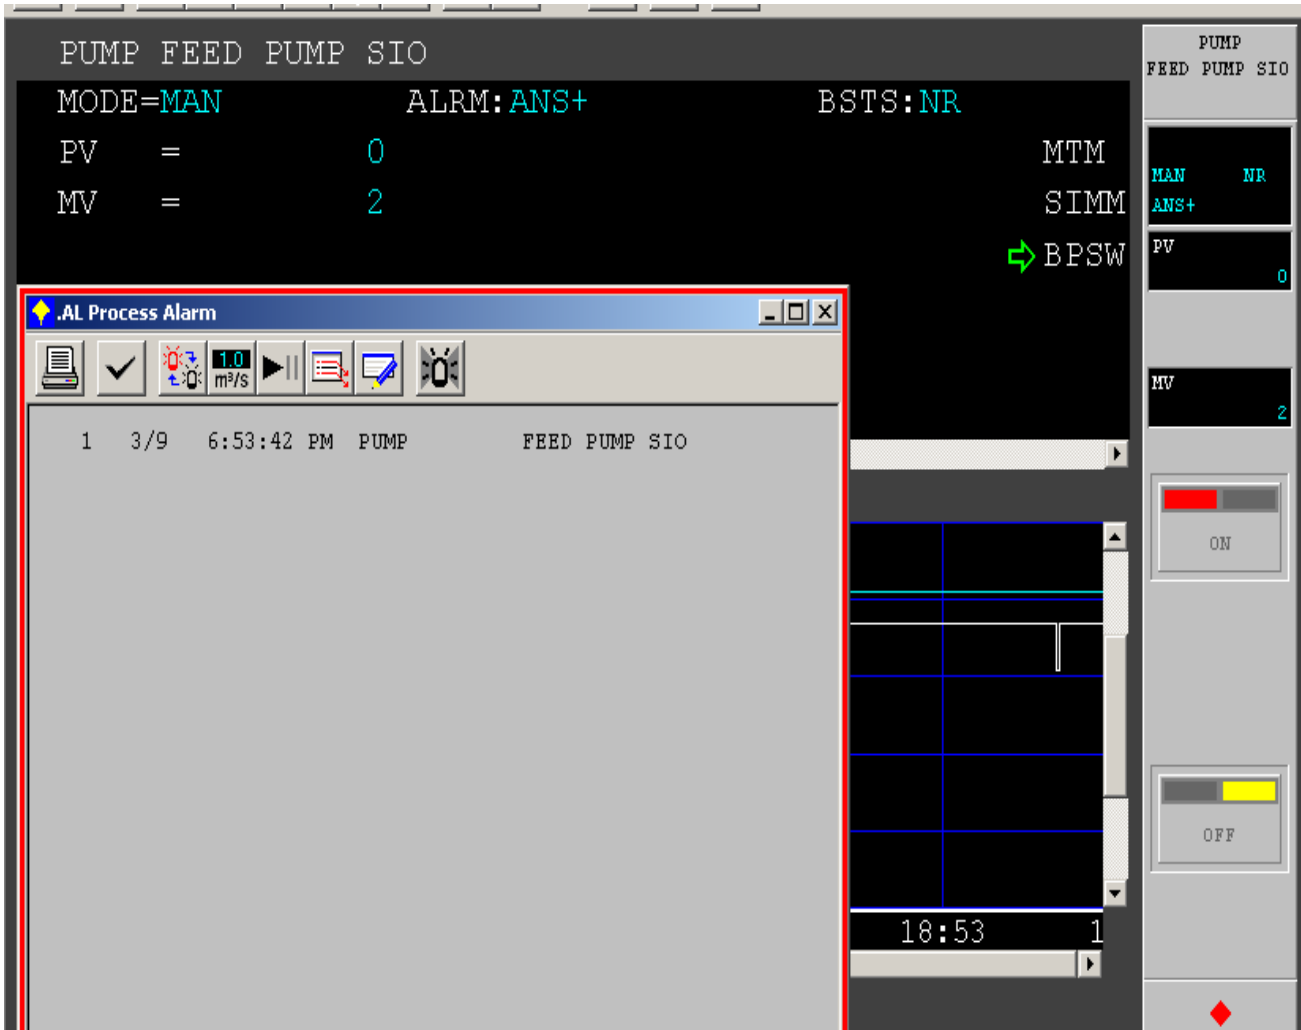 PUMP FEED PUMP SIO
MODE=MAN ALRM:ANS+ BSTS:NR
PV = 0
MTM
MV = 2
SIMM
BPSW
.AL Process Alarm
1.0
m³/s
1 3/9 6:53:42 PM PUMP FEED PUMP SIO
18:53 1
PUMP
FEED PUMP SIO
MAN NR
ANS+
PV
0
MV
2
ON
OFF